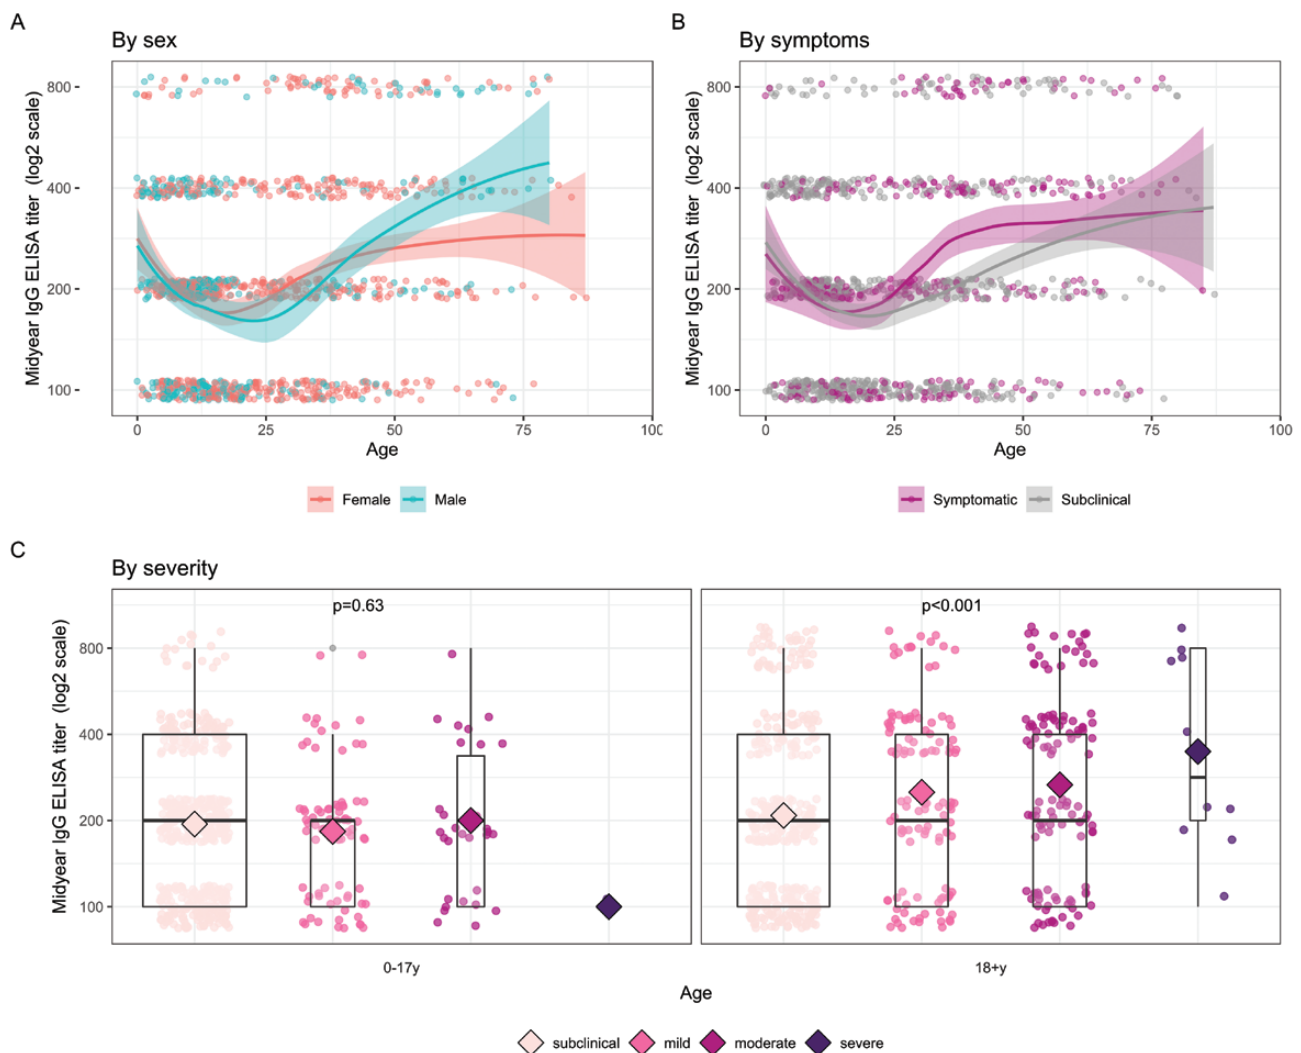 A
By sex
Midyear IgG ELISA titer (log2 scale)
800
400
200
100
0 25 50 75 100
Age
Female Male
B
By symptoms
Midyear IgG ELISA titer (log2 scale)
800
400
200
100
0 25 50 75 100
Age
Symptomatic Subclinical
C
By severity
Midyear IgG ELISA titer (log2 scale)
p=0.63 p<0.001
800
400
200
100
0-17y 18+y
Age
subclinical mild moderate severe